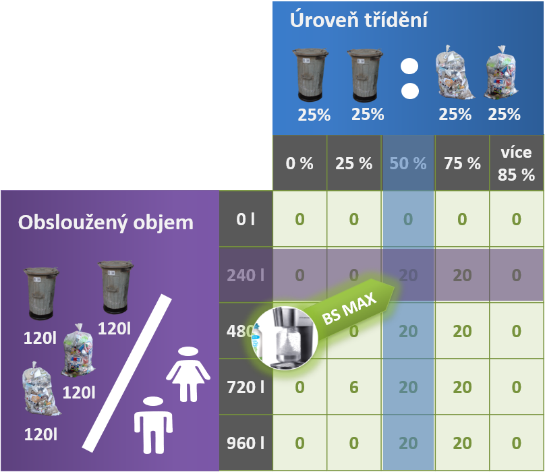 Úroveň třídění
25% 25% : 25% 25%
0 % 25 % 50 % 75 % více 85 %
Obsloužený objem
120l
120l
120l
120l
0 l 0 0 0 0 0
240 l 0 0 20 20 0
480 0 20 20 0
BS MAX
720 l 0 6 20 20 0
960 l 0 0 20 20 0